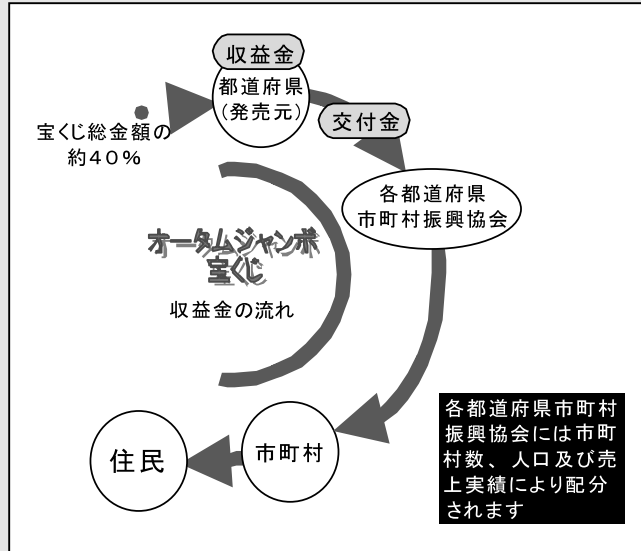 収益金
都道府県
(発売元)
宝くじ総金額の
約40%
交付金
各都道府県
市町村振興協会
オータムジャンボ
宝くじ
収益金の流れ
各都道府県市町村
振興協会には市町
村数、人口及び売
上実績により配分
されます
市町村
住民